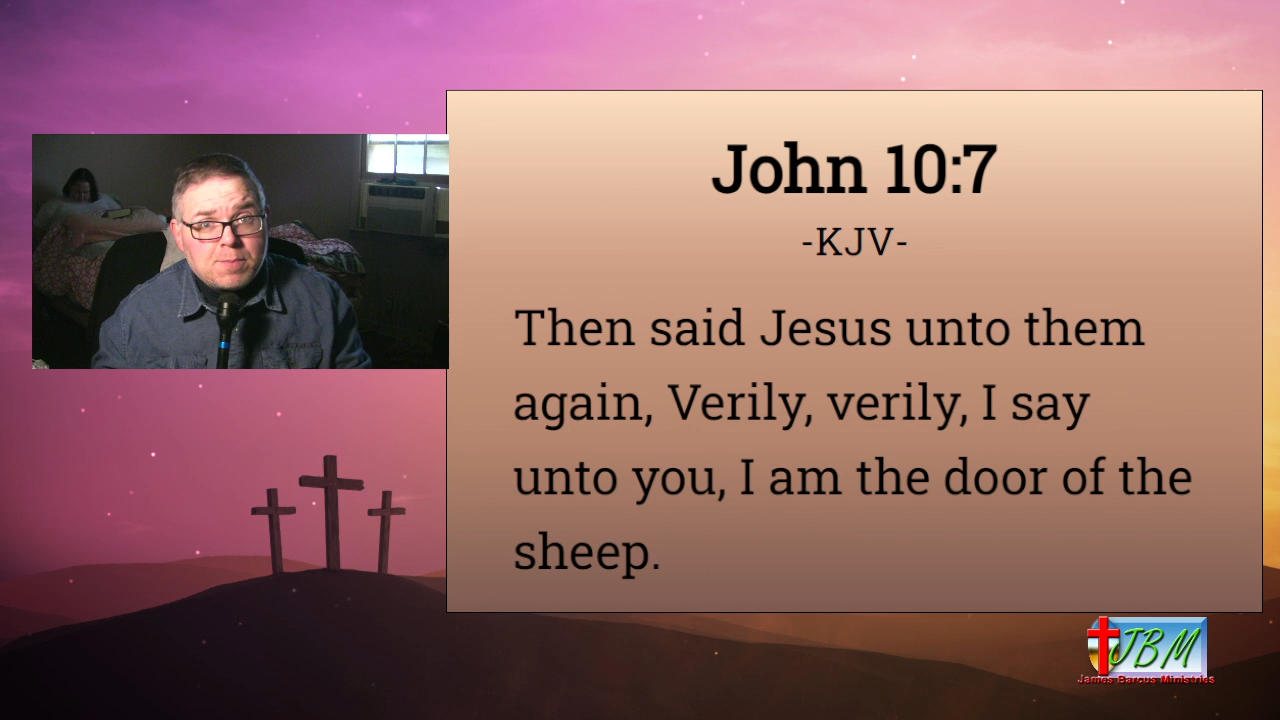 John 10:7
-KJV-
Then said Jesus unto them
again, Verily, verily, I say
unto you, I am the door of the
sheep.
JBM
James Barcus Ministries